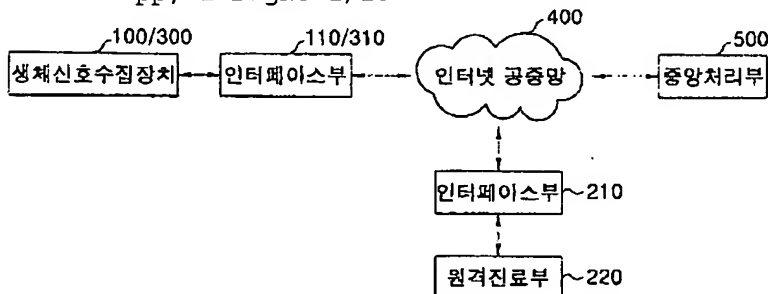 400
100/300 110/310 500
생체신호수집장치 인터페이스부 인터넷 공중망 중앙처리부
인터페이스부 210
원격진료부 220